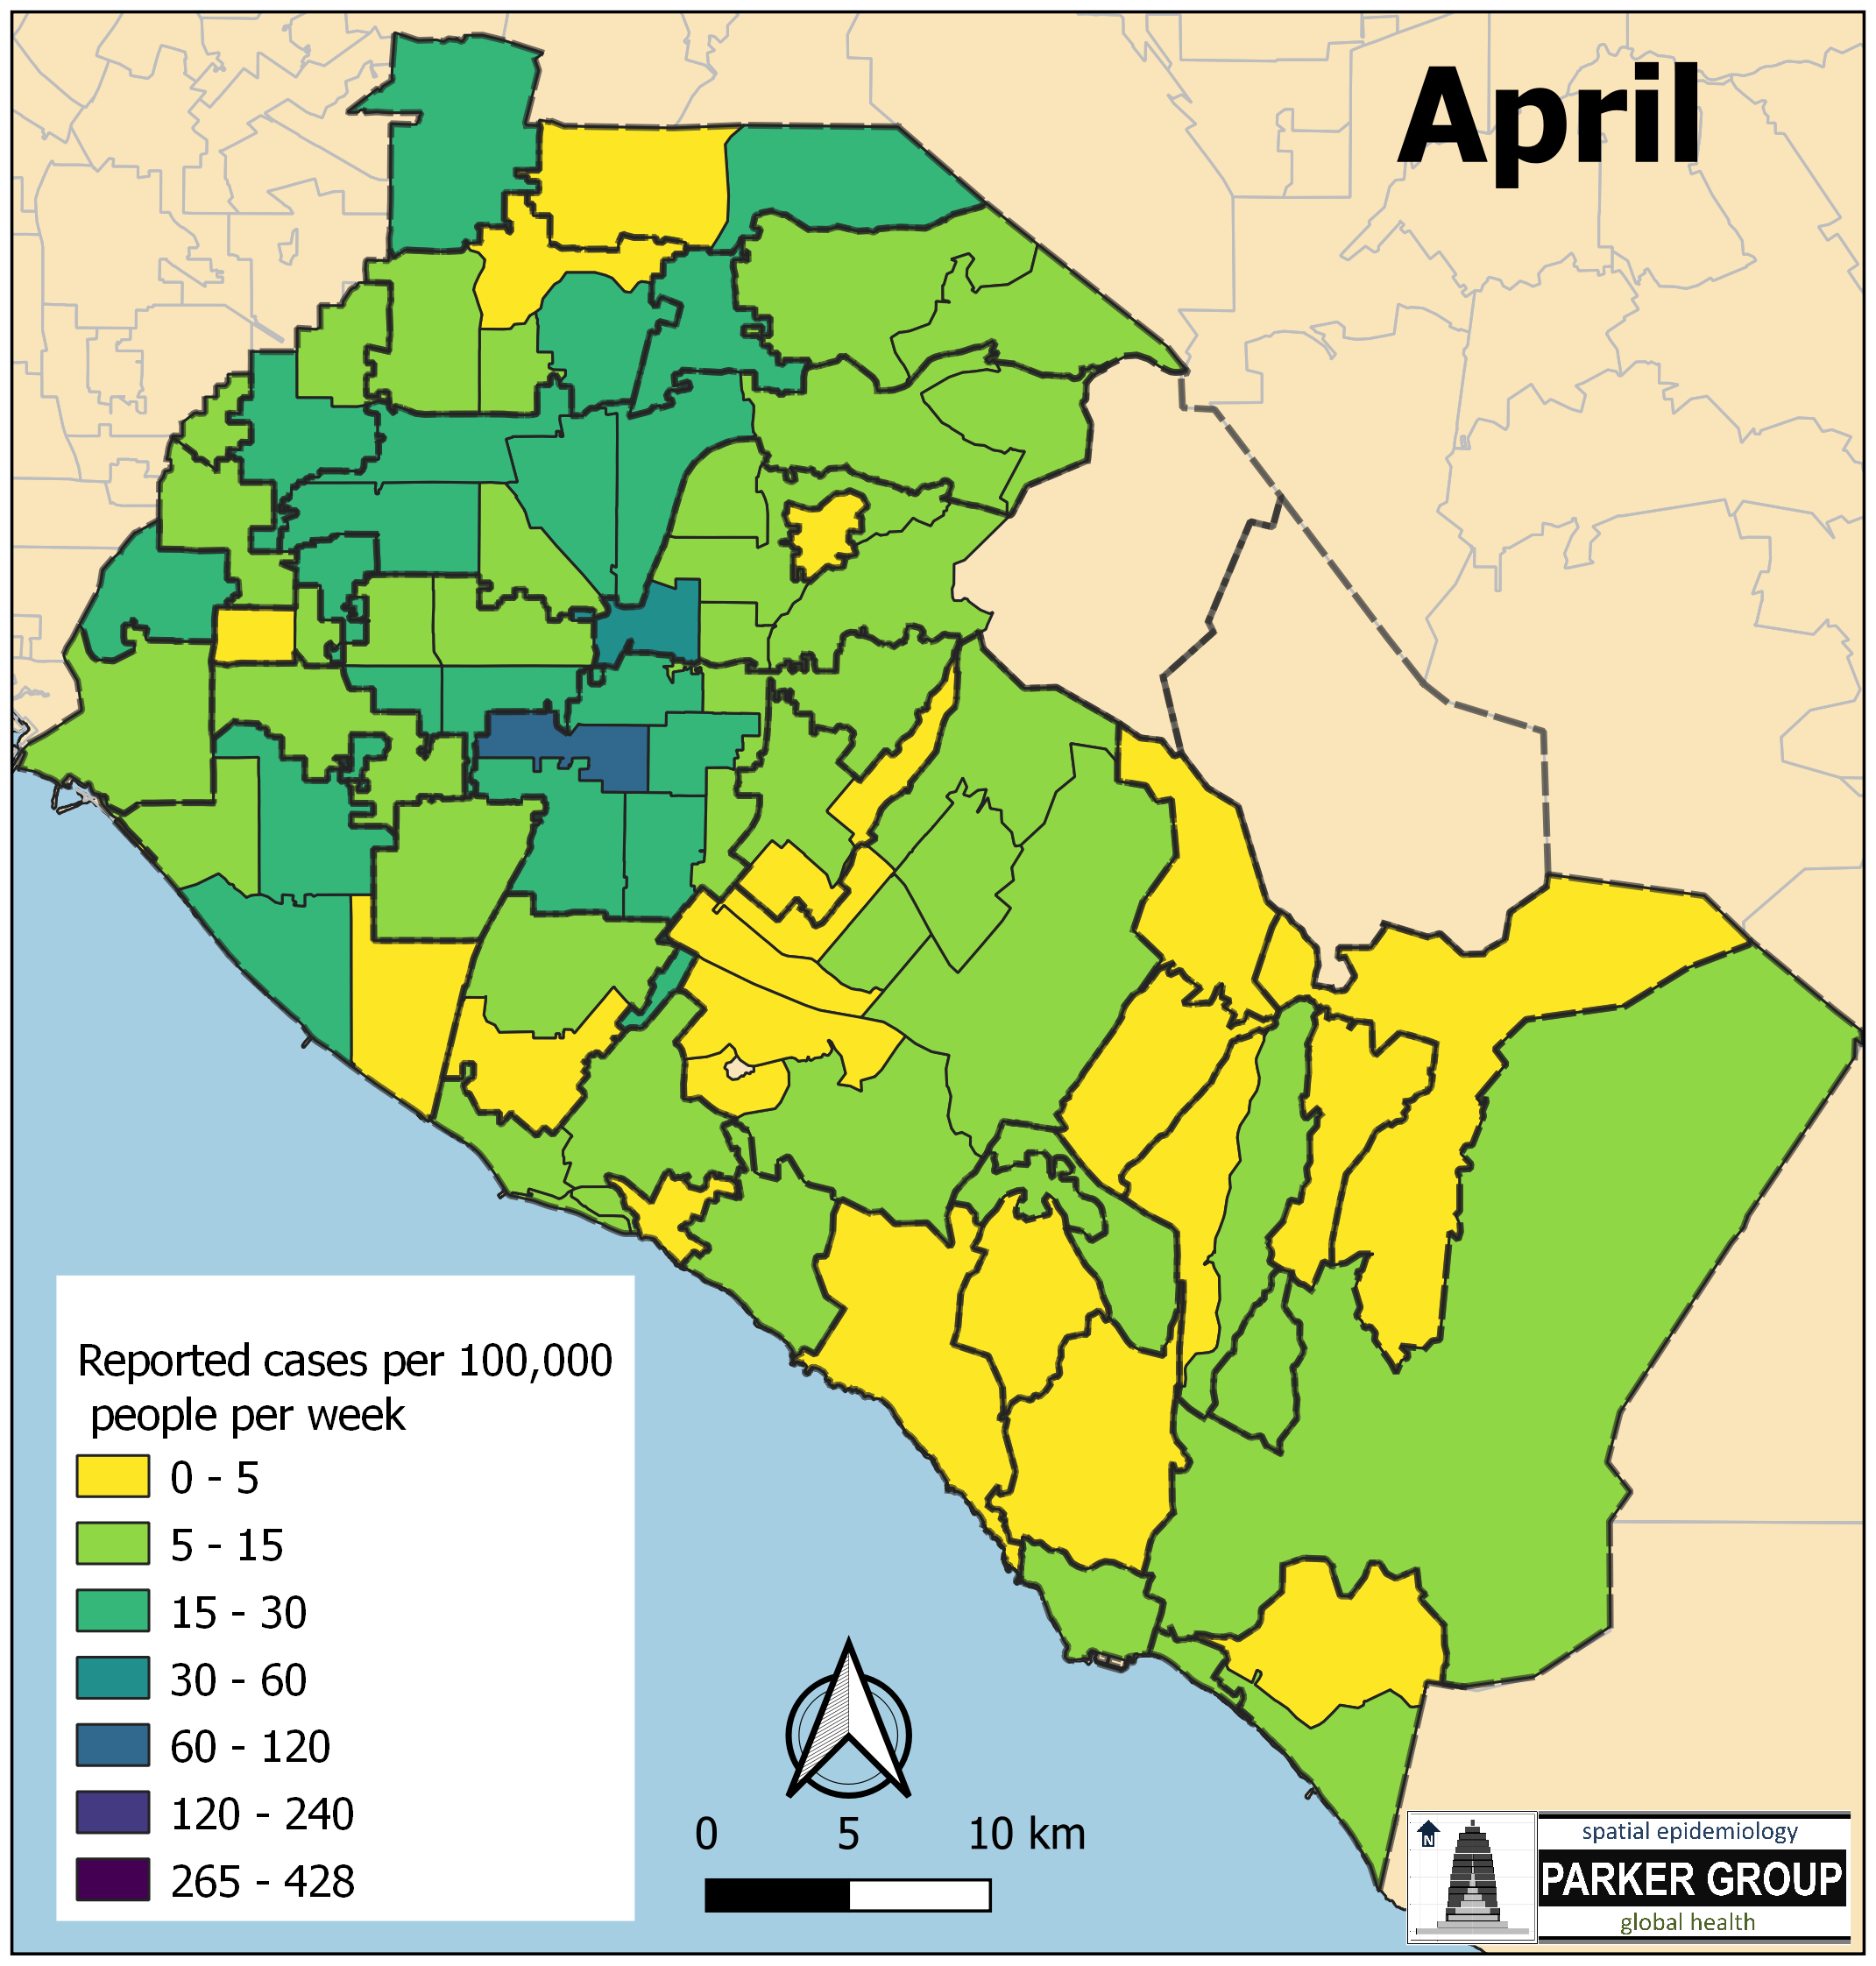 April
Reported cases per 100,000
people per week
0 - 5
5 - 15
15 - 30
30 - 60
60 - 120
120 - 240
265 - 428
0 5 10 km
N
spatial epidemiology
PARKER GROUP
global health